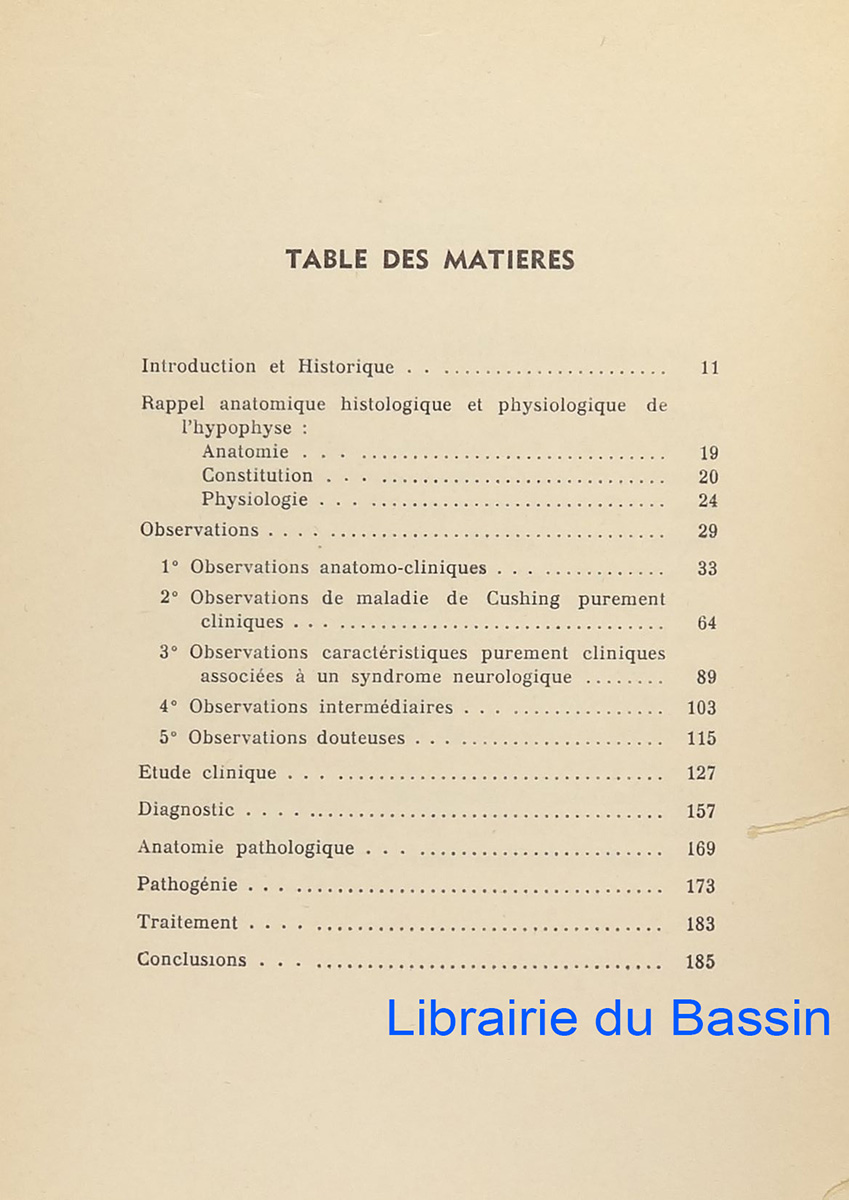 TABLE DES MATIERES
Introduction et Historique . . ...................... 11
Rappel anatomique histologique et physiologique de
l'hypophyse :
Anatomie . . . .............................. 19
Constitution . . . ............................ 20
Physiologie . . . ............................. 24
Observations . . . . ................................. 29
1° Observations anatomo-cliniques . . . ............ 33
2° Observations de maladie de Cushing purement
cliniques . . . ................................ 64
3° Observations caractéristiques purement cliniques
associées à un syndrome neurologique ........ 89
4° Observations intermédiaires . . . ............... 103
5° Observations douteuses . . . ..................... 115
Etude clinique . . . ................................ 127
Diagnostic . . . . .................................. 157
Anatomie pathologique . . . ........................ 169
Pathogénie . . . .................................... 173
Traitement . . . . .................................. 183
Conclusions . . . .................................. 185
Librairie du Bassin